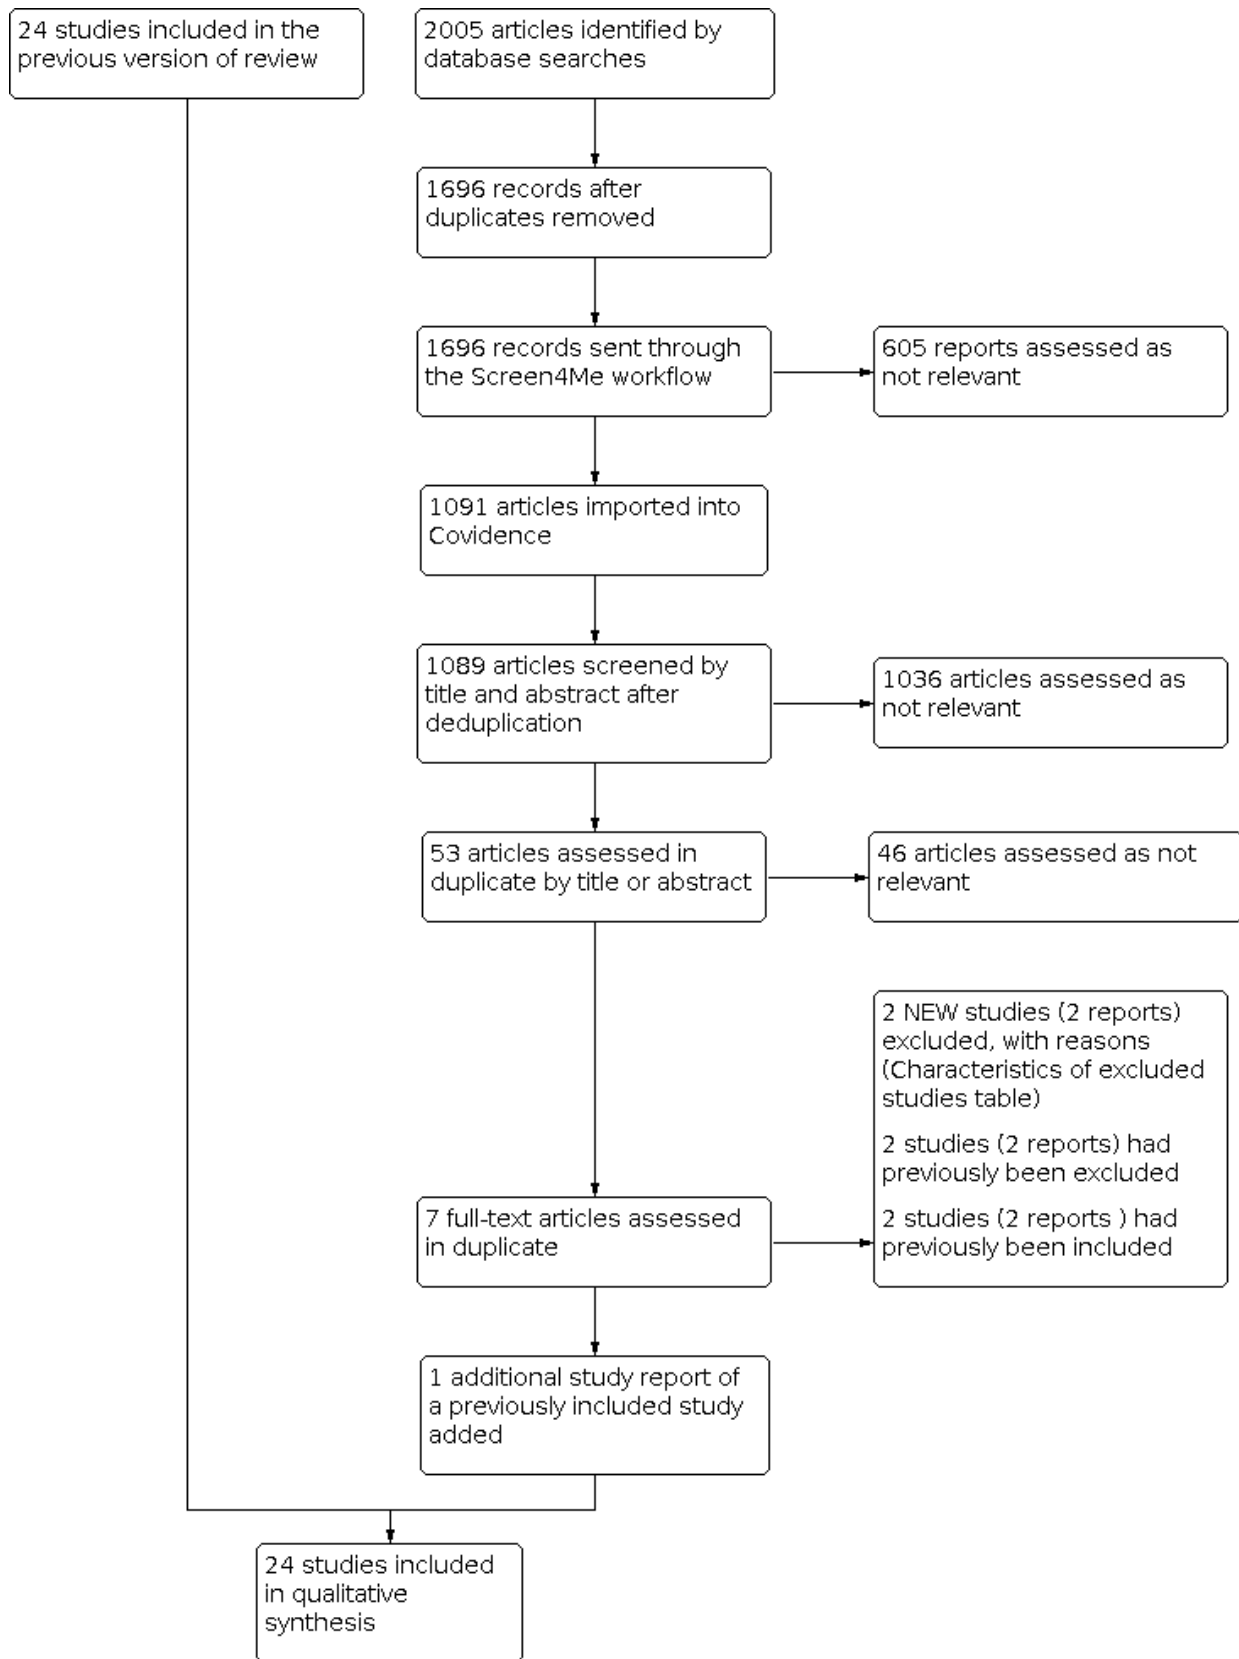 24 studies included in the
previous version of review
2005 articles identified by
database searches
1696 records after
duplicates removed
1696 records sent through
the Screen4Me workflow
605 reports assessed as
not relevant
1091 articles imported into
Covidence
1089 articles screened by
title and abstract after
deduplication
1036 articles assessed as
not relevant
53 articles assessed in
duplicate by title or abstract
46 articles assessed as not
relevant
2 NEW studies (2 reports)
excluded, with reasons
(Characteristics of excluded
studies table)
2 studies (2 reports) had
previously been excluded
2 studies (2 reports ) had
previously been included
7 full-text articles assessed
in duplicate
1 additional study report of
a previously included study
added
24 studies included
in qualitative
synthesis